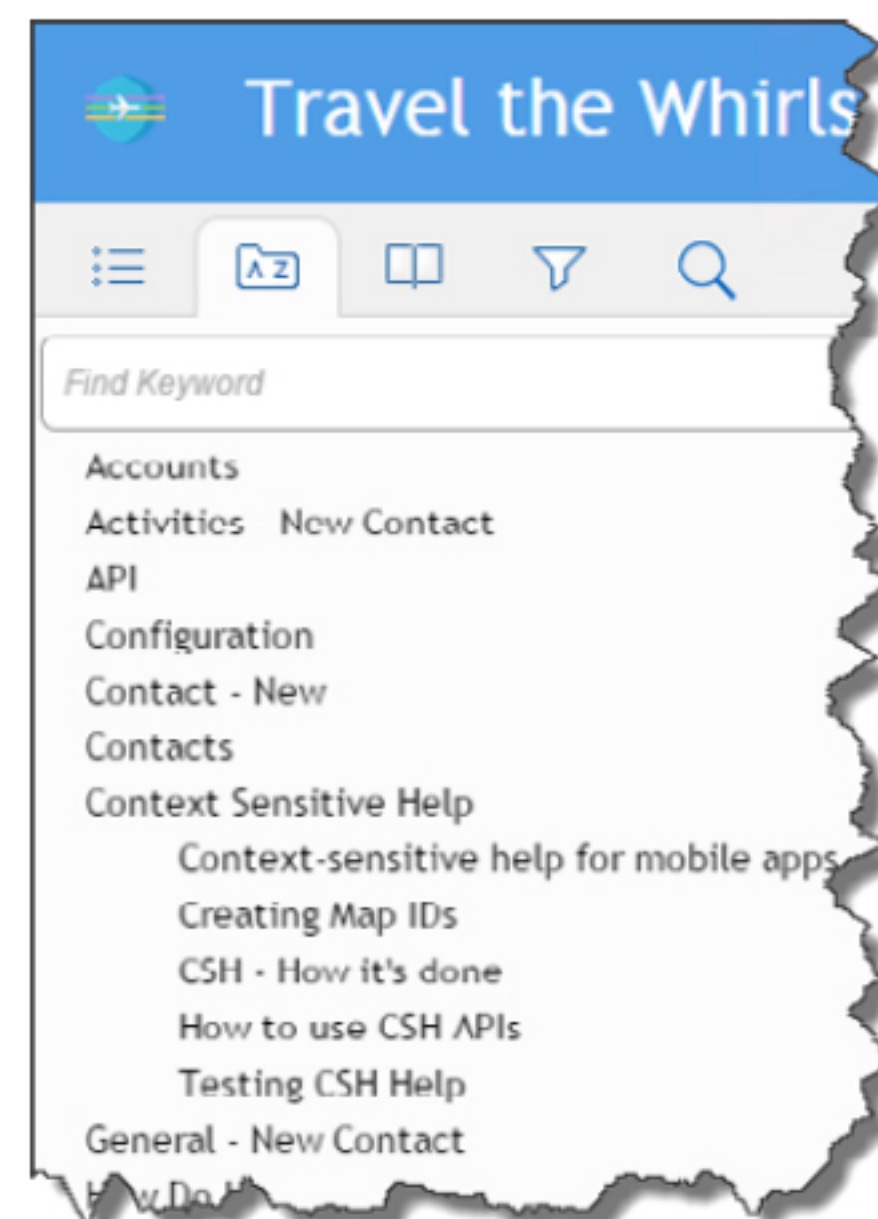 Travel the Whirls
A Z
Find Keyword
Accounts
Activities - New Contact
API
Configuration
Contact - New
Contacts
Context Sensitive Help
Context-sensitive help for mobile apps
Creating Map IDs
CSH - How it's done
How to use CSH APIs
Testing CSH Help
General - New Contact
How Do